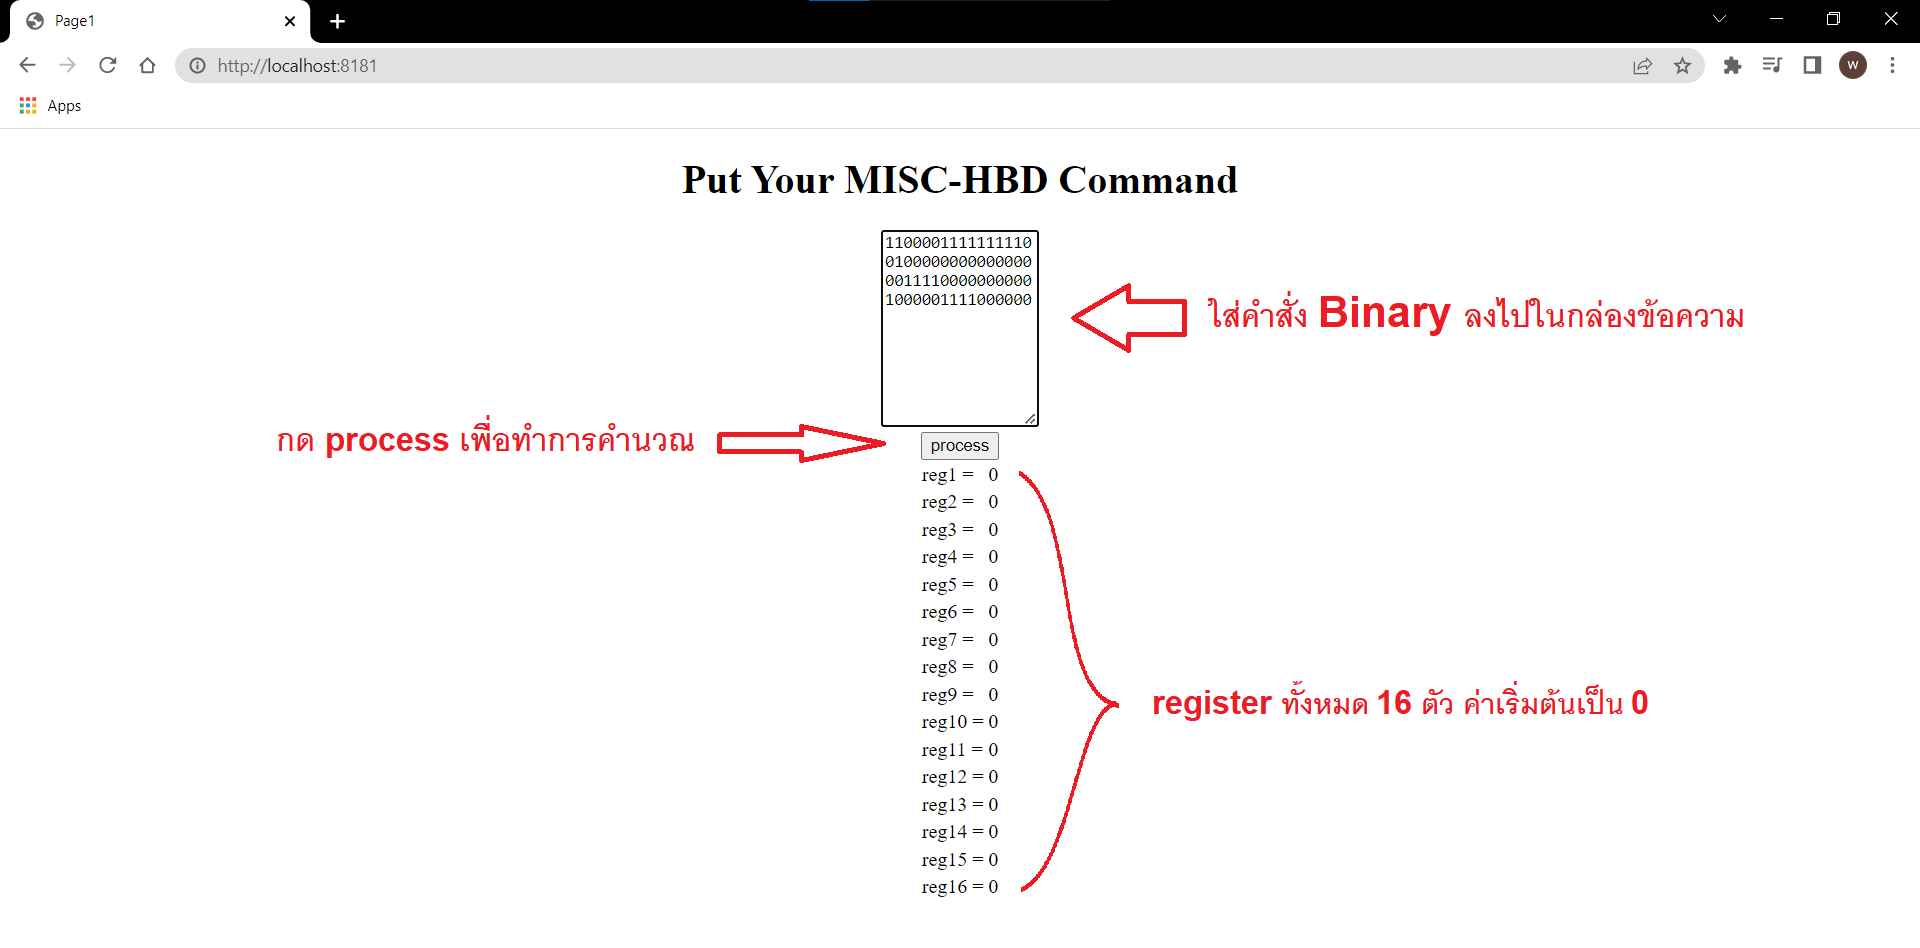 Page1
http://localhost:8181
W
Apps
Put Your MISC-HBD Command
1100001111111110
0100000000000000
0011110000000000
1000001111000000
ใส่คำสั่ง Binary ลงไปในกล่องข้อความ
กด process เพื่อทำการคำนวณ
process
reg1 = 0
reg2 = 0
reg3 = 0
reg4 = 0
reg5 = 0
reg6 = 0
reg7 = 0
reg8 = 0
reg9 = 0
register ทั้งหมด 16 ตัว ค่าเริ่มต้นเป็น 0
reg10 = 0
reg11 = 0
reg12 = 0
reg13 = 0
reg14 = 0
reg15 = 0
reg16 = 0